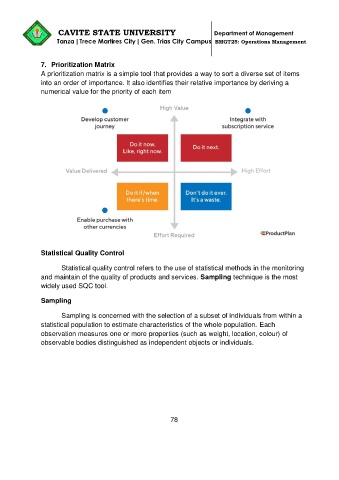 CAVITE STATE UNIVERSITY
Department of Management
Tanza | Trece Martires City | Gen. Trias City Campus
BMGT25: Operations Management
7. Prioritization Matrix
A prioritization matrix is a simple tool that provides a way to sort a diverse set of items
into an order of importance. It also identifies their relative importance by deriving a
numerical value for the priority of each item
High Value
Develop customer
journey
Integrate with
subscription service
Do it now.
Like, right now.
Do it next.
Value Delivered
High Effort
Do it if/when
there's time.
Don't do it ever.
It's a waste.
Enable purchase with
other currencies
Effort Required
ProductPlan
Statistical Quality Control
Statistical quality control refers to the use of statistical methods in the monitoring
and maintain of the quality of products and services. Sampling technique is the most
widely used SQC tool.
Sampling
Sampling is concerned with the selection of a subset of individuals from within a
statistical population to estimate characteristics of the whole population. Each
observation measures one or more properties (such as weight, location, colour) of
observable bodies distinguished as independent objects or individuals.
78